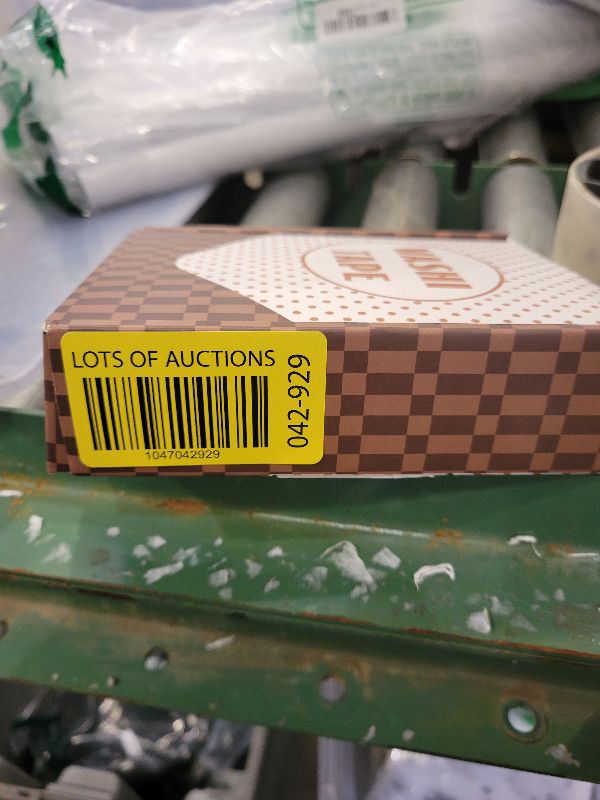 WASHI
TAPE
LOTS OF AUCTIONS
042-929
1047042929